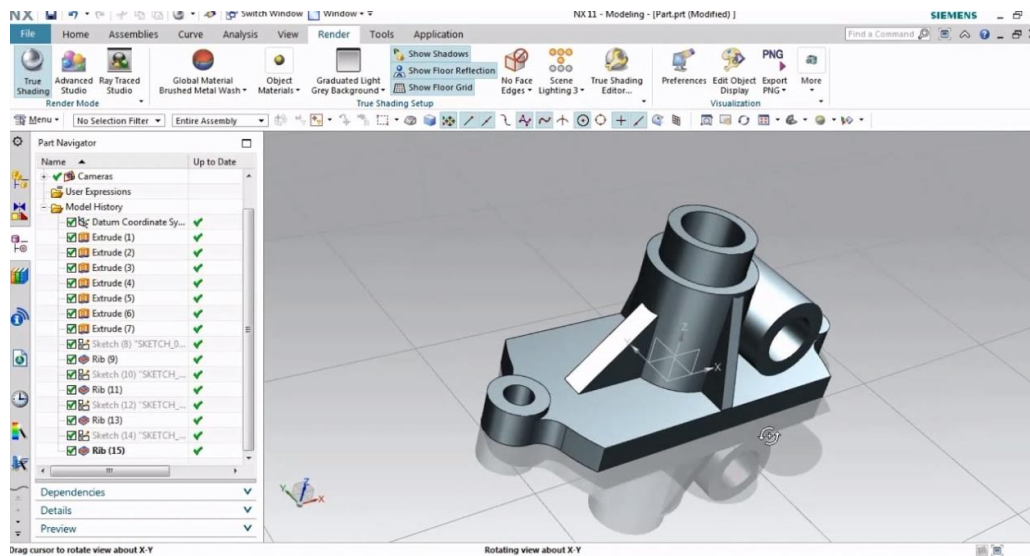 NX Switch Window Window NX 11 - Modeling - [Part.prt (Modified) ] SIEMENS
File Home Assemblies Curve Analysis View Render Tools Application Find a Command
True Shading
Advanced Studio
Ray Traced Studio
Render Mode
Global Material Brushed Metal Wash
Object Materials
Graduated Light Grey Background
Show Shadows
Show Floor Reflection
Show Floor Grid
No Face Edges
Scene Lighting 3
True Shading Editor...
True Shading Setup
Preferences
Edit Object Display
PNG
Export PNG
More
Visualization
Menu No Selection Filter Entire Assembly
Part Navigator
Name Up to Date
Cameras
User Expressions
Model History
Datum Coordinate Sy...
Extrude (1)
Extrude (2)
Extrude (3)
Extrude (4)
Extrude (5)
Extrude (6)
Extrude (7)
Sketch (8) "SKETCH_0...
Rib (9)
Sketch (10) "SKETCH_...
Rib (11)
Sketch (12) "SKETCH_...
Rib (13)
Sketch (14) "SKETCH_...
Rib (15)
Dependencies
Details
Preview
Z
X
Z
Y
X
Drag cursor to rotate view about X-Y Rotating view about X-Y